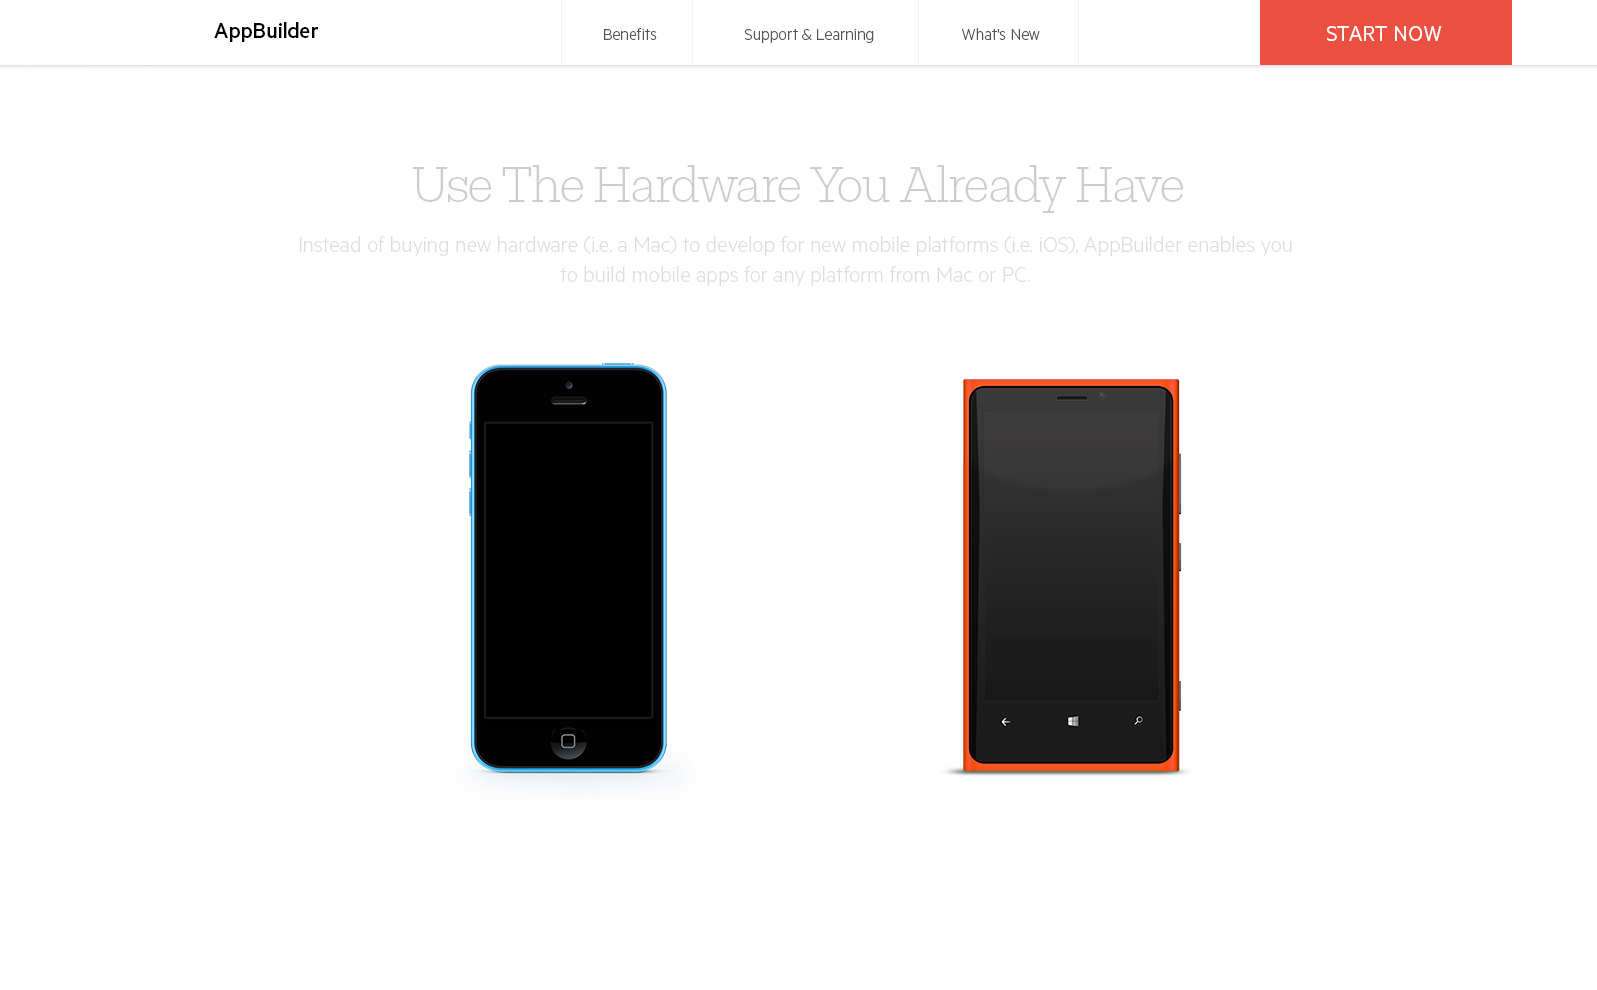 AppBuilder
Benefits
Support & Learning
What's New
START NOW
Use The Hardware You Already Have
Instead of buying new hardware (i.e. a Mac) to develop for new mobile platforms (i.e. iOS), AppBuilder enables you
to build mobile apps for any platform from Mac or PC.